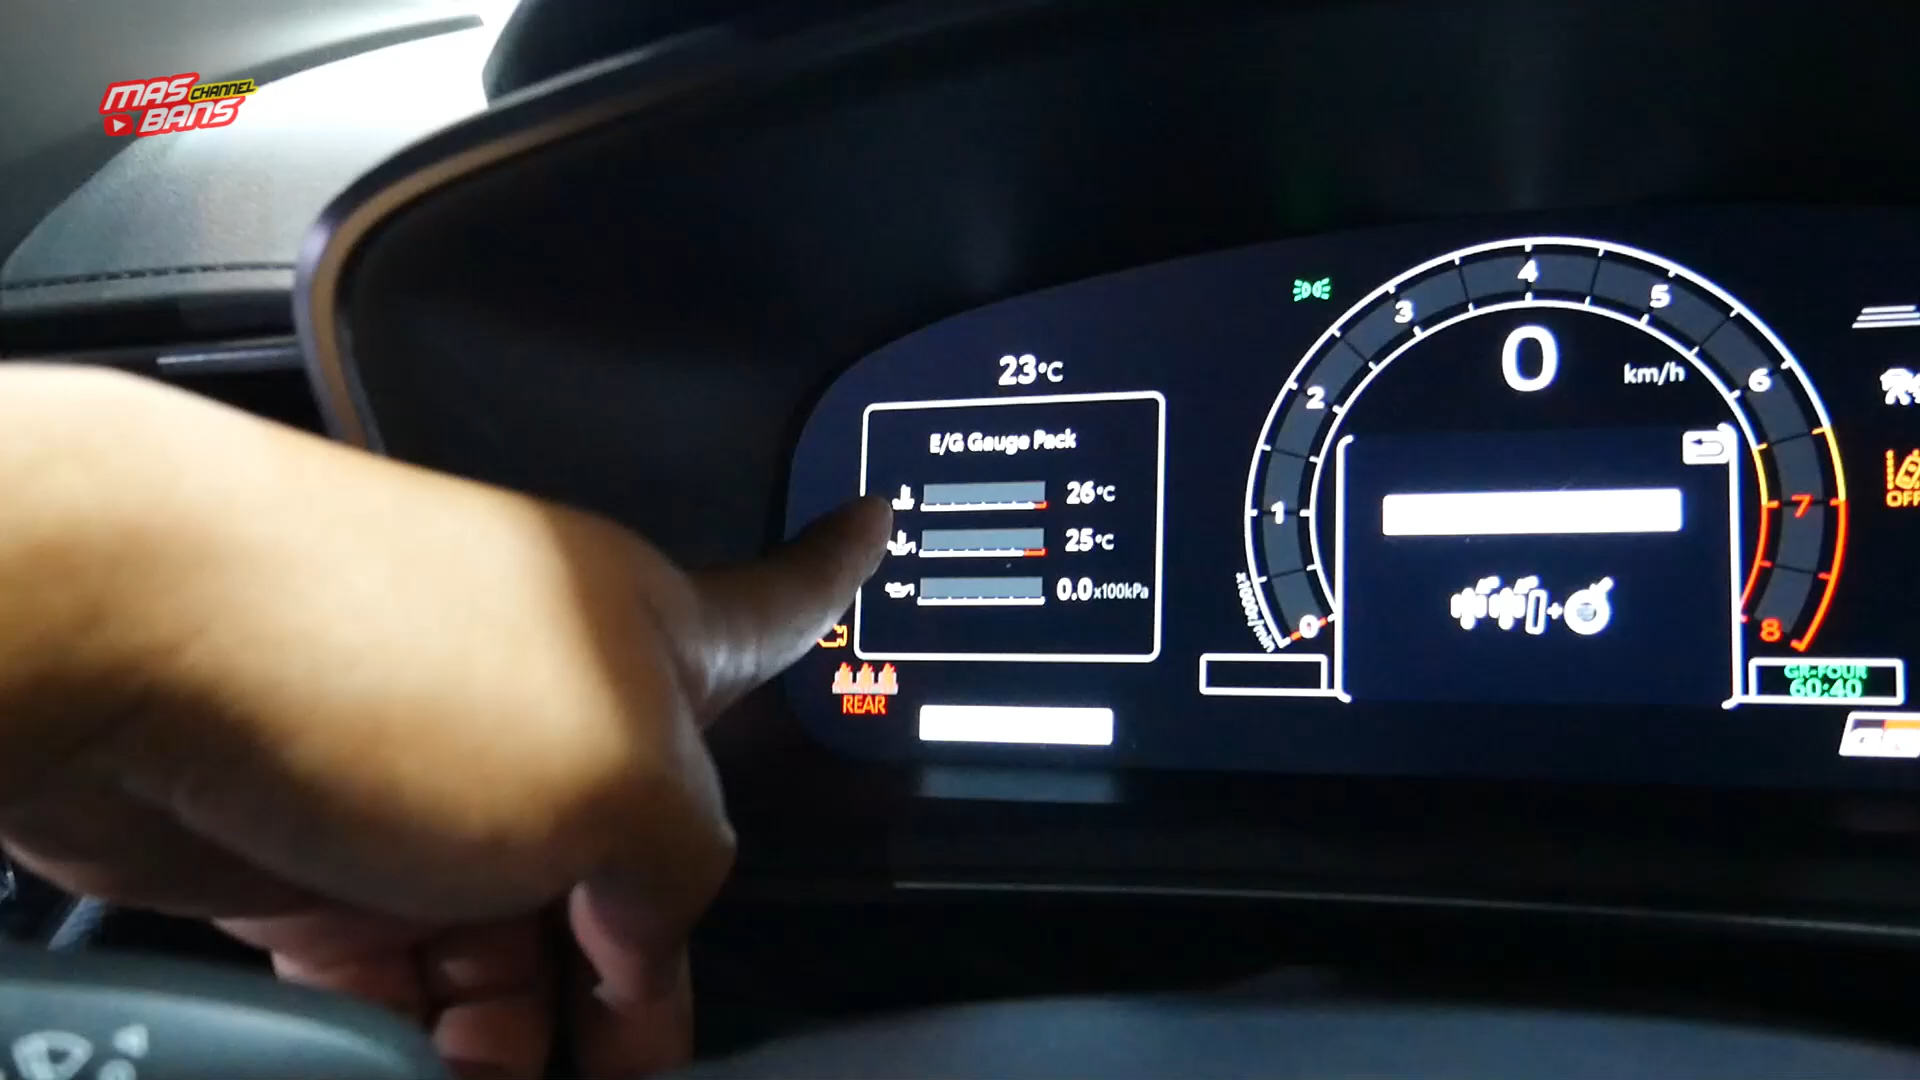 MAS CHANNEL
BANS
23°C
E/G Gauge Pack
26°C
25°C
0.0x100kPa
REAR
0 km/h
0 1 2 3 4 5 6 7 8
x1000r/min
GR-FOUR
60:40
OFF